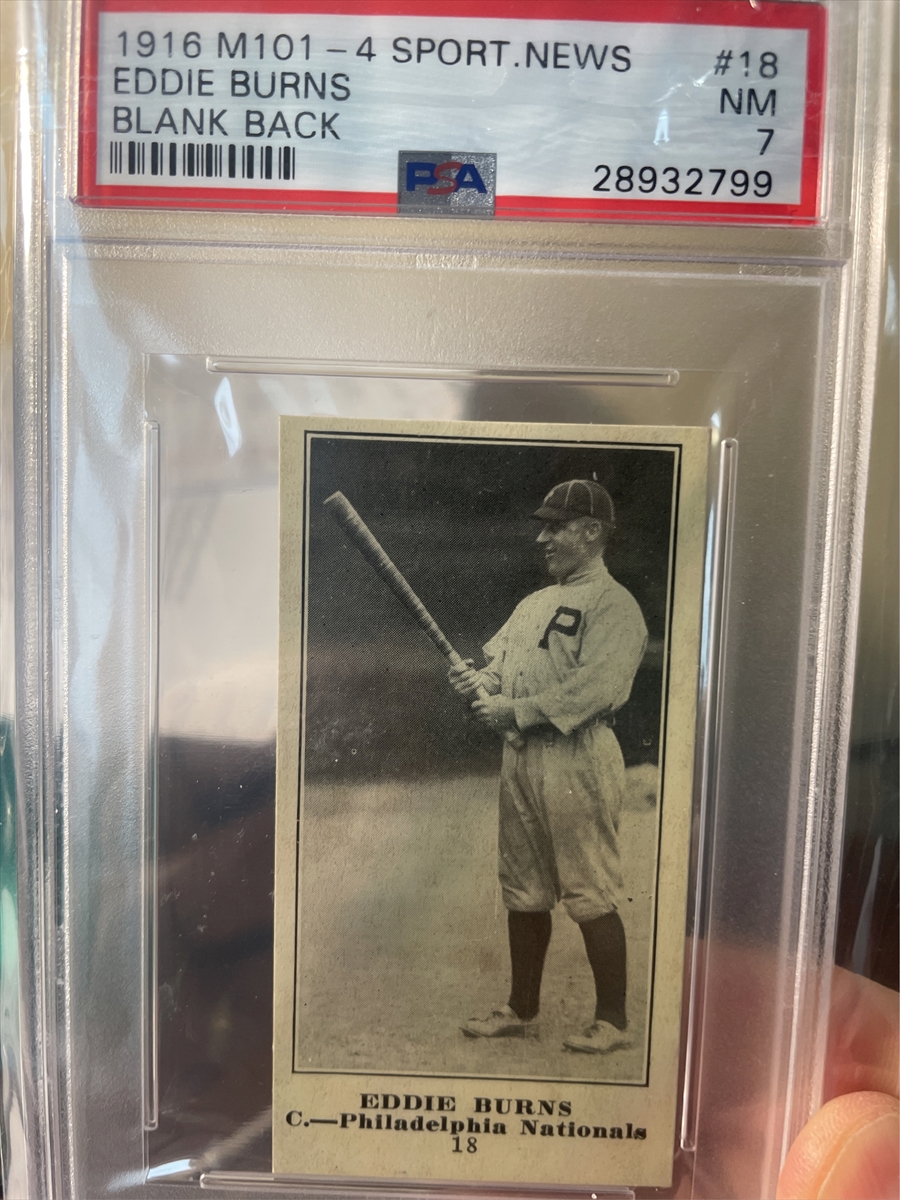 1916 M101-4 SPORT.NEWS #18
EDDIE BURNS NM
BLANK BACK 7
PSA 28932799
P
EDDIE BURNS
C.—Philadelphia Nationals
18